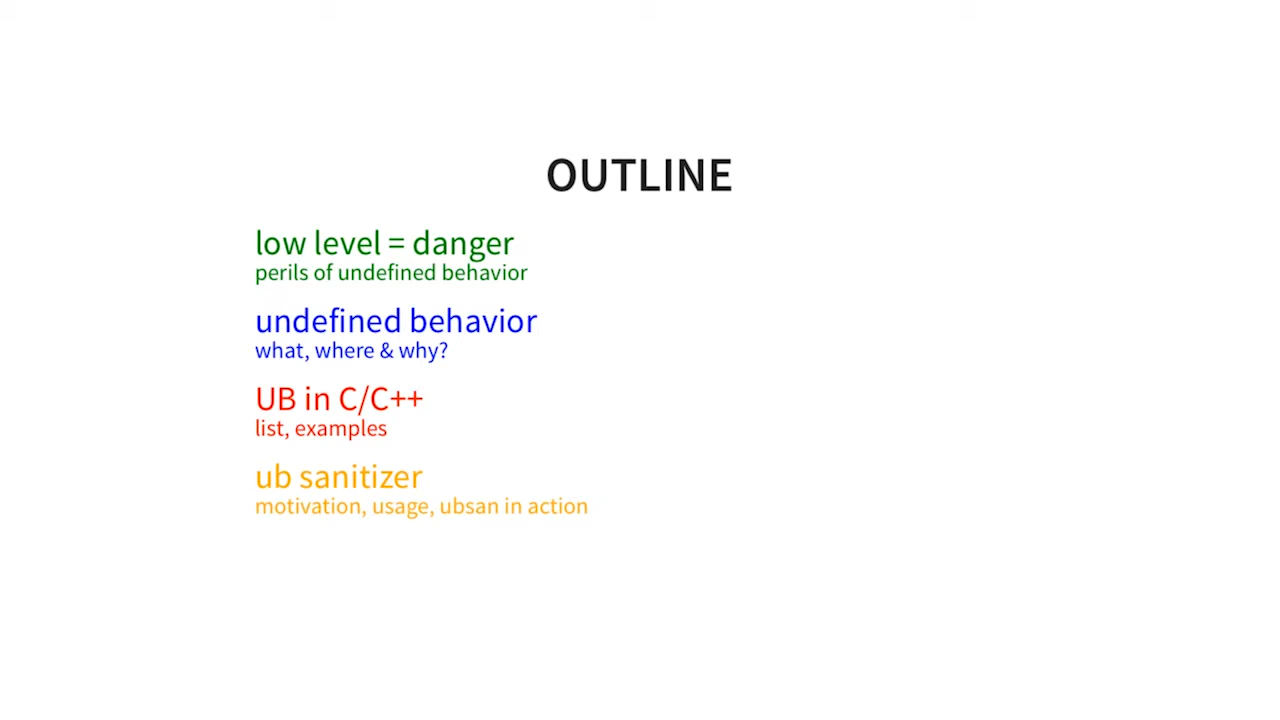 OUTLINE
low level = danger
perils of undefined behavior
undefined behavior
what, where & why?
UB in C/C++
list, examples
ub sanitizer
motivation, usage, ubsan in action